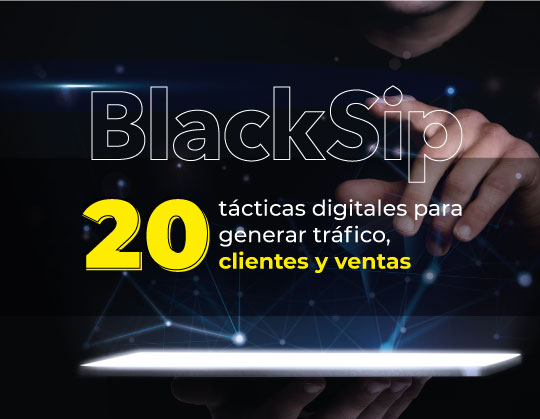 BlackSip
20
tácticas digitales para
generar tráfico,
clientes y ventas